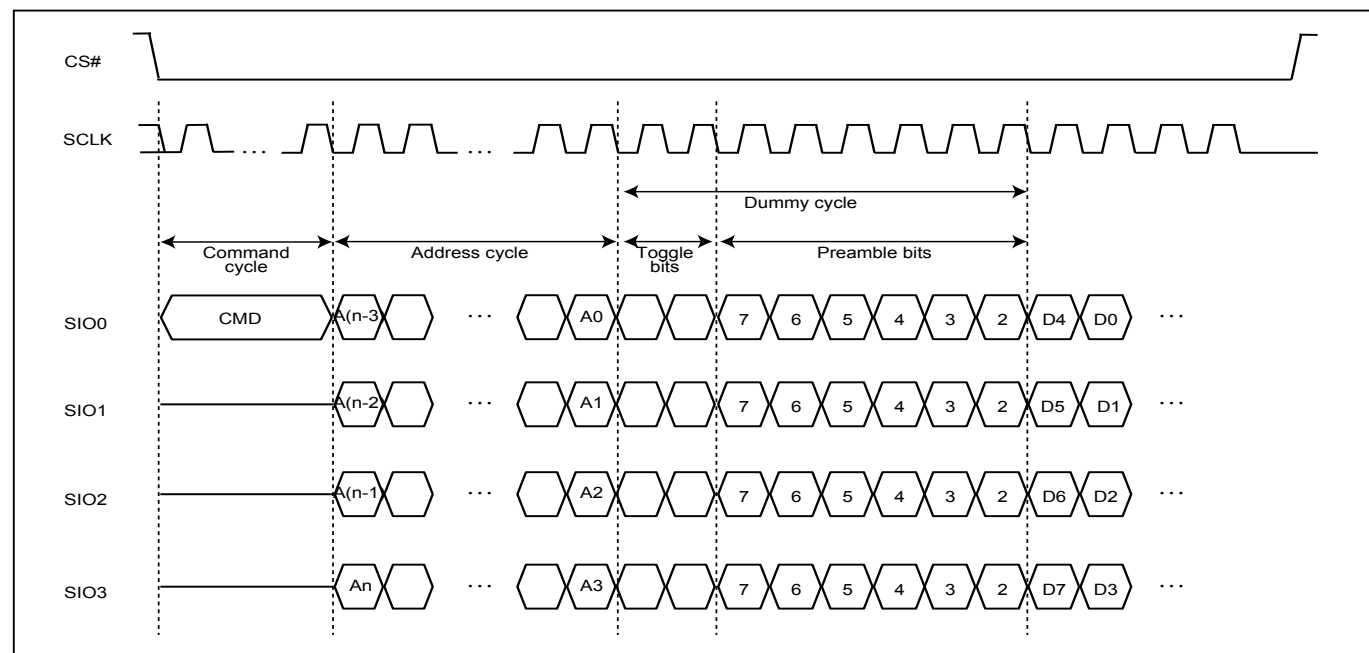 CS#
SCLK ... ...
Dummy cycle
Command cycle
Address cycle
Toggle bits
Preamble bits
SIO0 CMD A(n-3) ... A0 7 6 5 4 3 2 D4 D0 ...
SIO1 A(n-2) ... A1 7 6 5 4 3 2 D5 D1 ...
SIO2 A(n-1) ... A2 7 6 5 4 3 2 D6 D2 ...
SIO3 An ... A3 7 6 5 4 3 2 D7 D3 ...